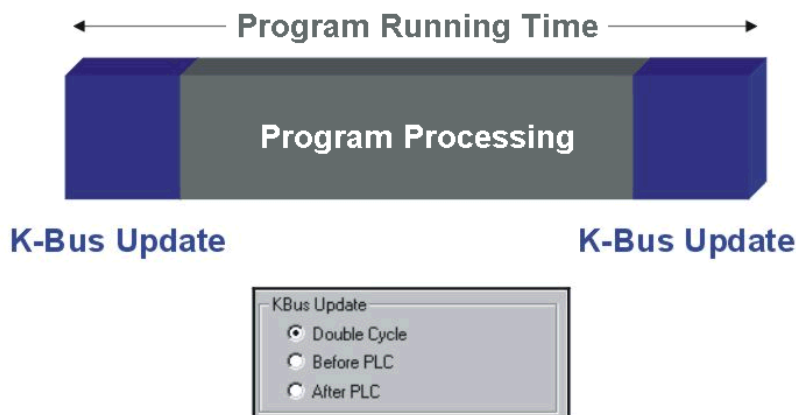 Program Running Time
Program Processing
K-Bus Update
K-Bus Update
KBus Update
Double Cycle
Before PLC
After PLC